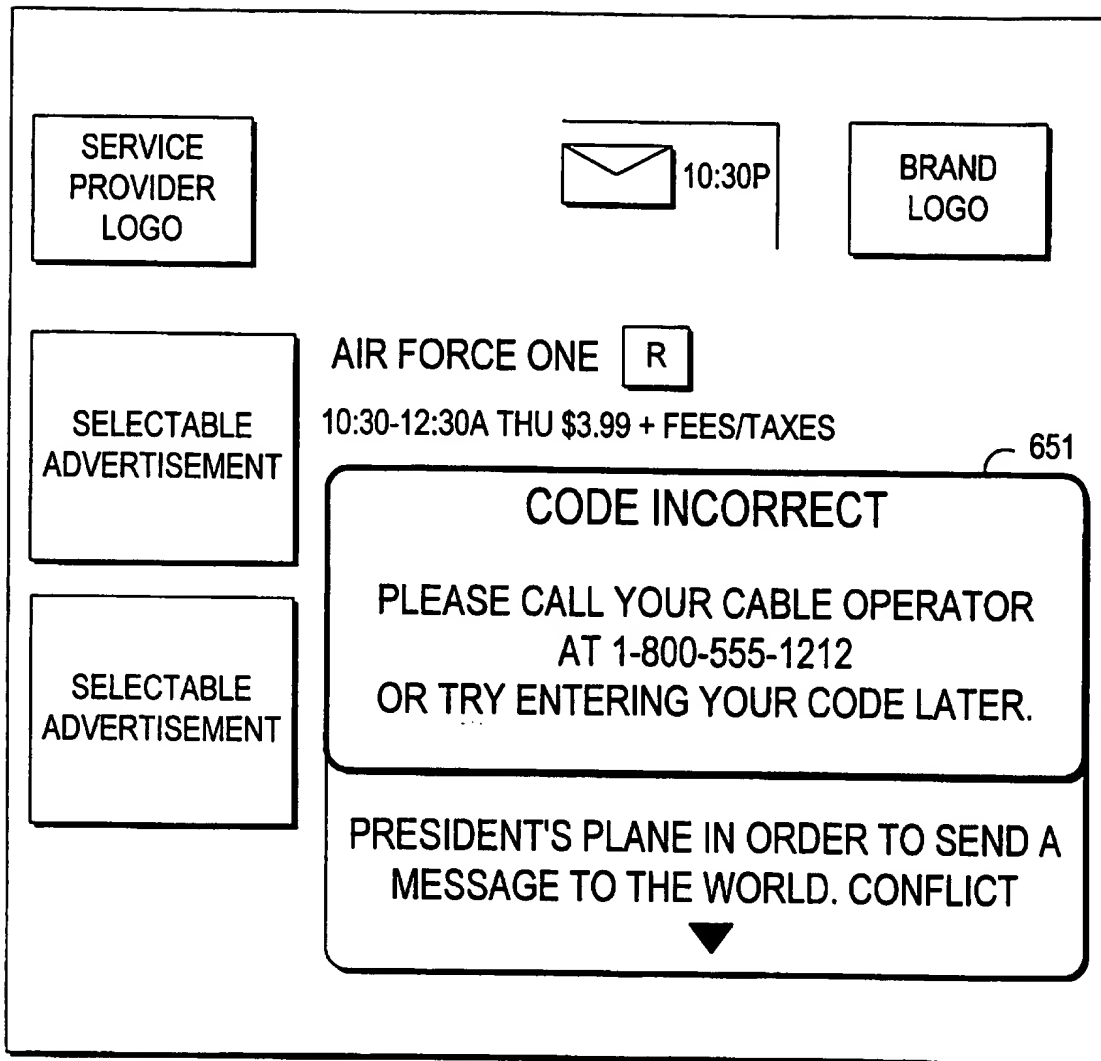 SERVICE
PROVIDER
LOGO
10:30P
BRAND
LOGO
AIR FORCE ONE R
10:30-12:30A THU $3.99 + FEES/TAXES
SELECTABLE
ADVERTISEMENT
651
CODE INCORRECT
PLEASE CALL YOUR CABLE OPERATOR
AT 1-800-555-1212
OR TRY ENTERING YOUR CODE LATER.
SELECTABLE
ADVERTISEMENT
PRESIDENT'S PLANE IN ORDER TO SEND A
MESSAGE TO THE WORLD. CONFLICT